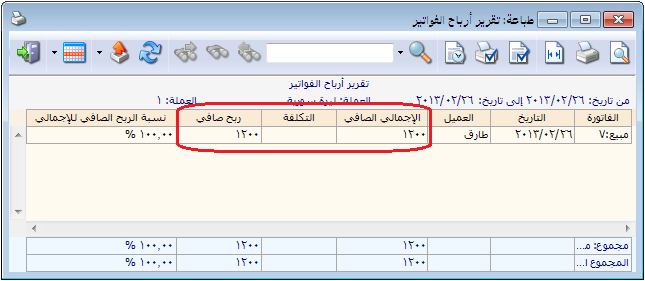 طباعة: تقرير أرباح الفواتير
تقرير أرباح الفواتير
من تاريخ: ٢٠١٣/٠٢/٢٦ إلى تاريخ: ٢٠١٣/٠٢/٢٦ العملة: ليرة سورية العملة: ١
الفاتورة التاريخ العميل الإجمالي الصافي التكلفة ربح صافي نسبة الربح الصافي للإجمالي
مبيع:٧ ٢٠١٣/٠٢/٢٦ طارق ١٢٠٠ ١٢٠٠ ١٠٠,٠٠ %
مجموع: مـ... ١٢٠٠ ١٢٠٠ ١٠٠,٠٠ %
المجموع ا... ١٢٠٠ ١٢٠٠ ١٠٠,٠٠ %